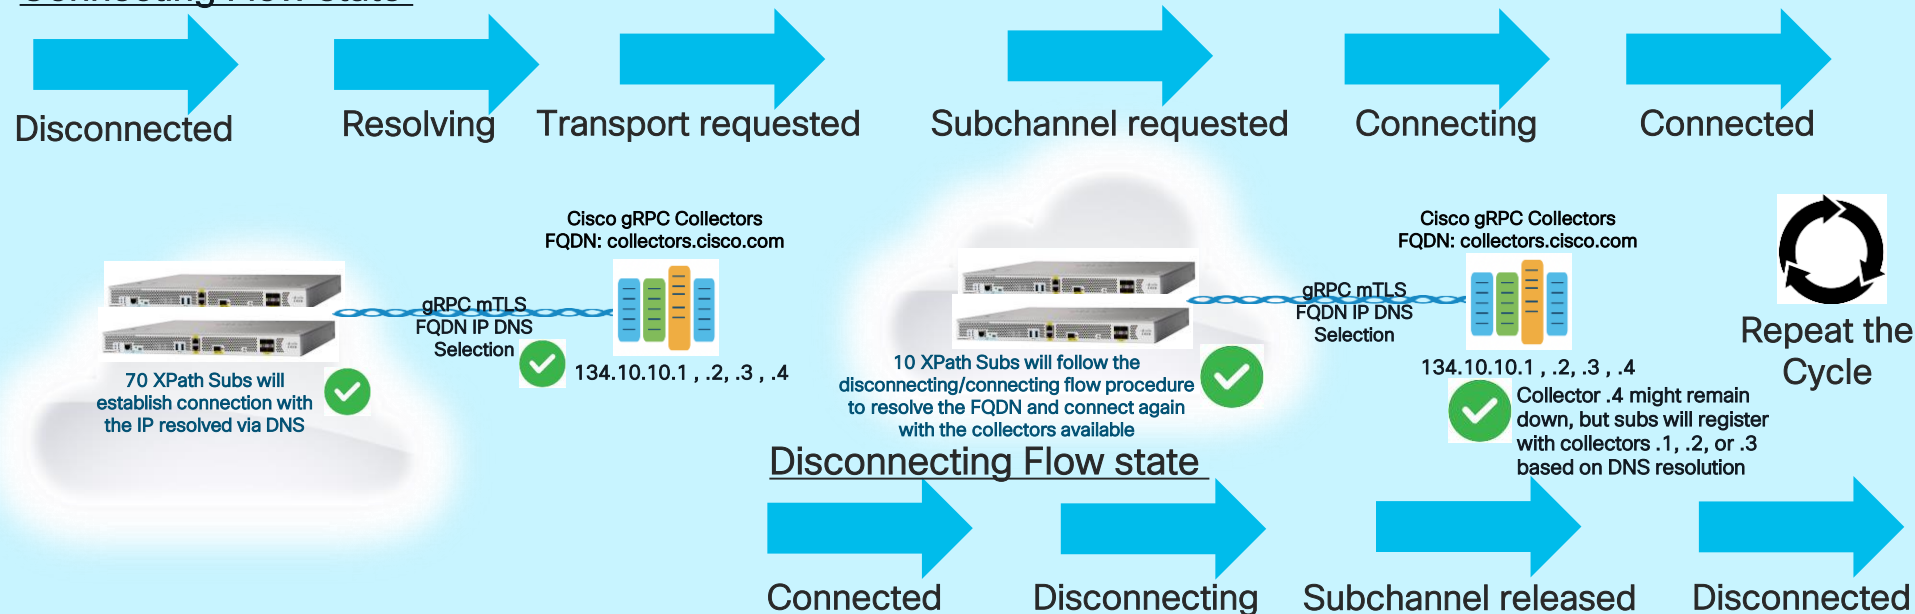 Connecting Flow state
Disconnected
Resolving
Transport requested
Subchannel requested
Connecting
Connected
Cisco gRPC Collectors
FQDN: collectors.cisco.com
gRPC mTLS
FQDN IP DNS
Selection
134.10.10.1 , .2, .3 , .4
70 XPath Subs will
establish connection with
the IP resolved via DNS
Cisco gRPC Collectors
FQDN: collectors.cisco.com
gRPC mTLS
FQDN IP DNS
Selection
134.10.10.1 , .2, .3 , .4
10 XPath Subs will follow the
disconnecting/connecting flow procedure
to resolve the FQDN and connect again
with the collectors available
Collector .4 might remain
down, but subs will register
with collectors .1, .2, or .3
based on DNS resolution
Repeat the
Cycle
Disconnecting Flow state
Connected
Disconnecting
Subchannel released
Disconnected